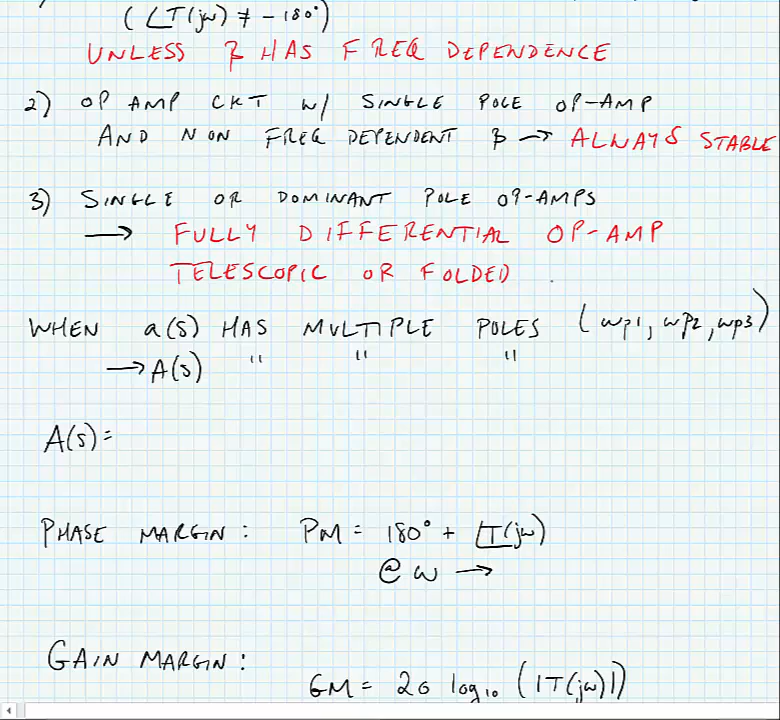 (∠T(jω) ≠ -180°)
UNLESS β HAS FREQ DEPENDENCE
2) OP AMP CKT W/ SINGLE POLE OP-AMP
AND NON FREQ DEPENDENT β → ALWAYS STABLE
3) SINGLE OR DOMINANT POLE OP-AMPS
→ FULLY DIFFERENTIAL OP-AMP
TELESCOPIC OR FOLDED
WHEN a(s) HAS MULTIPLE POLES (ωp1, ωp2, ωp3)
→ A(s) " " "
A(s) =
PHASE MARGIN: PM = 180° + ∠T(jω)
@ ω →
GAIN MARGIN:
GM = 20 log₁₀ (|T(jω)|)